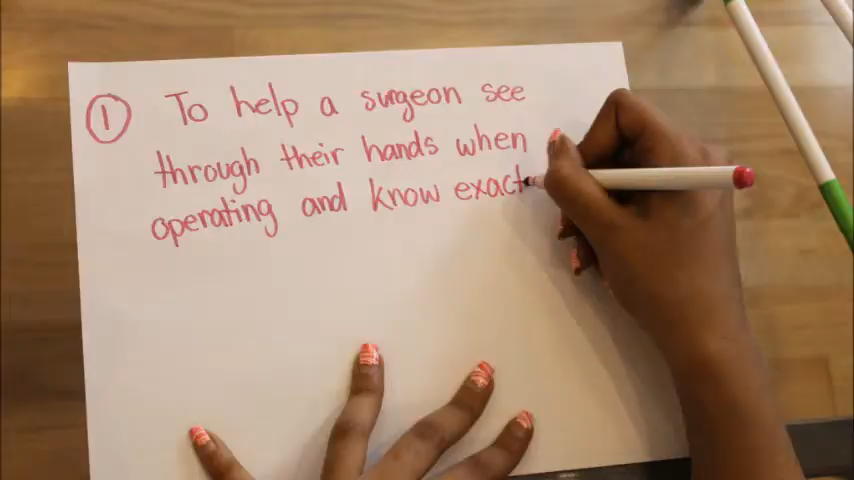 ① To help a surgeon see
through their hands when
operating and know exact